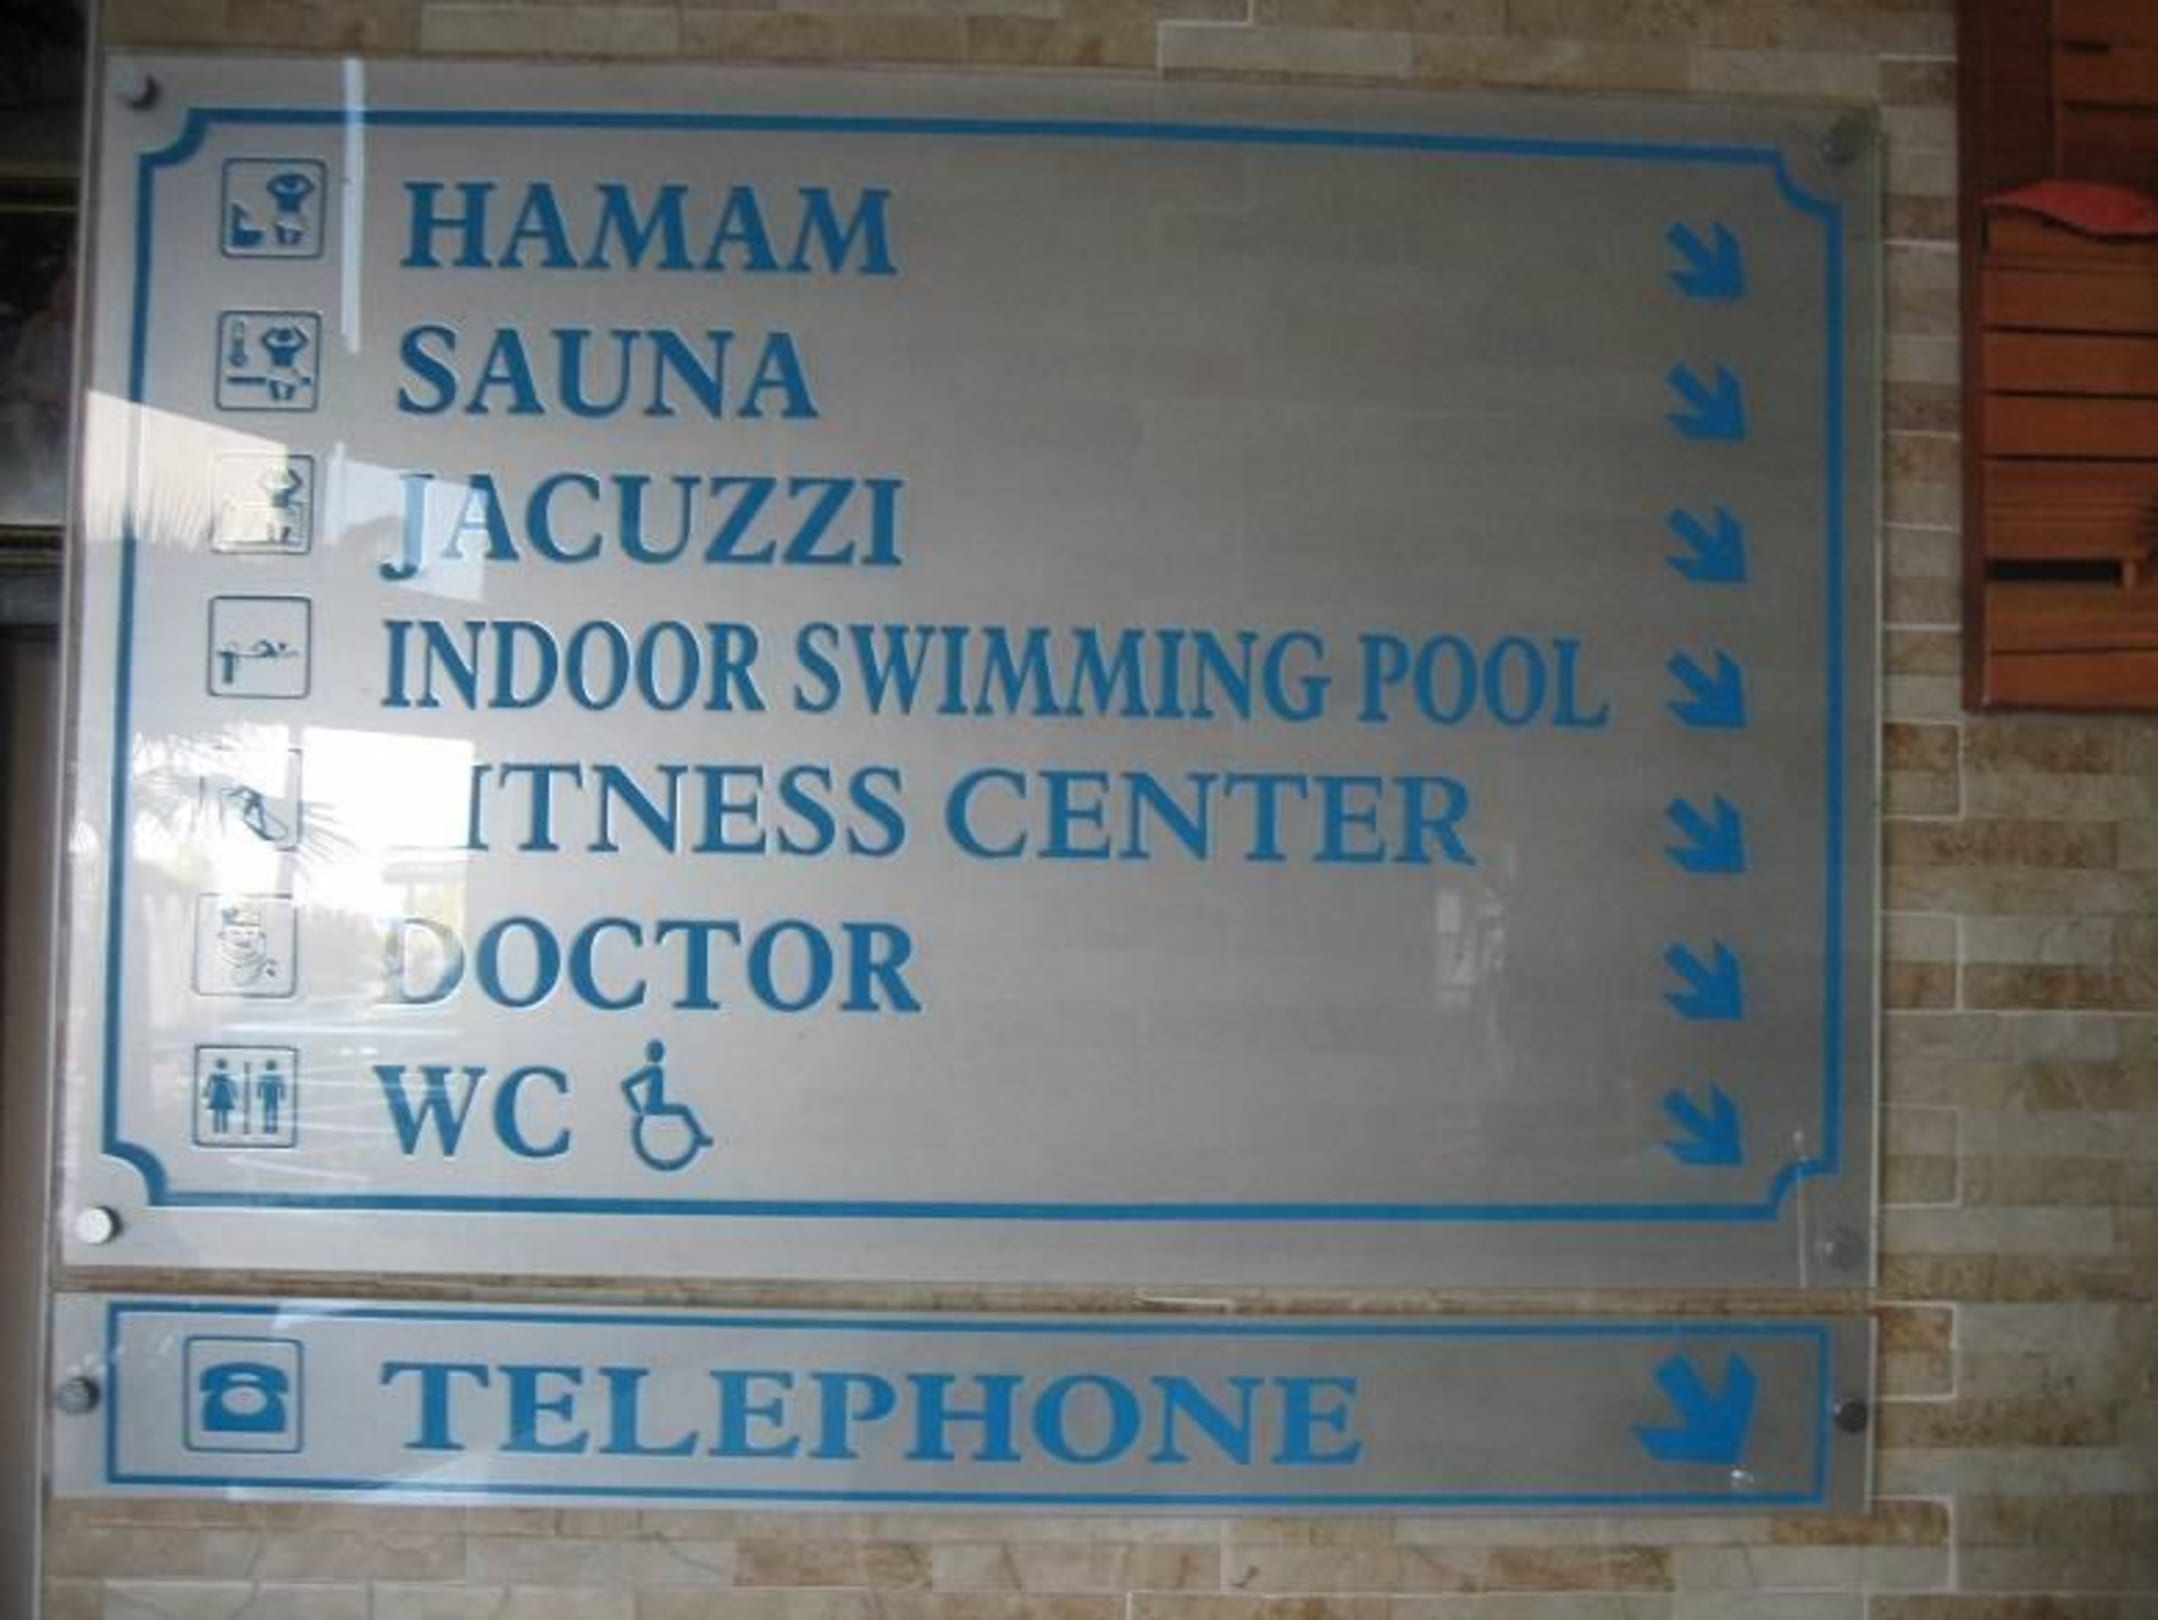 HAMAM
SAUNA
JACUZZI
INDOOR SWIMMING POOL
FITNESS CENTER
DOCTOR
WC
TELEPHONE